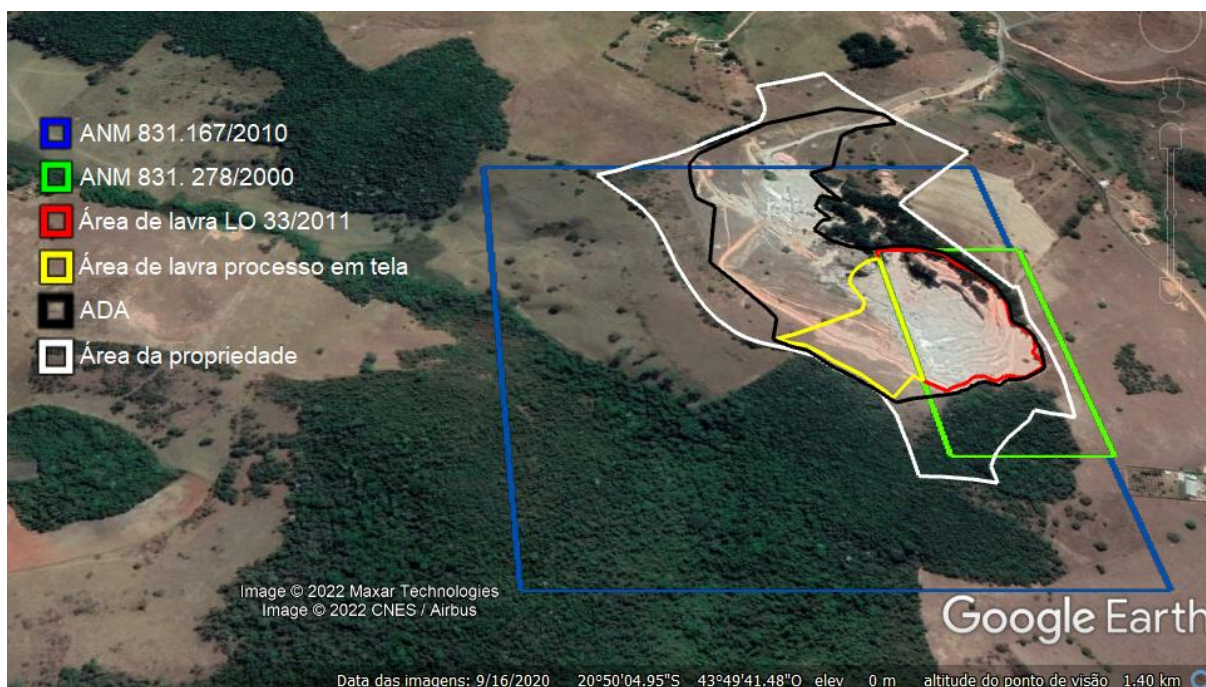 ANM 831.167/2010
ANM 831. 278/2000
Área de lavra LO 33/2011
Área de lavra processo em tela
ADA
Área da propriedade
Image © 2022 Maxar Technologies
Image © 2022 CNES / Airbus
Google Earth
Data das imagens: 9/16/2020 20°50'04.95"S 43°49'41.48"O elev 0 m altitude do ponto de visão 1.40 km